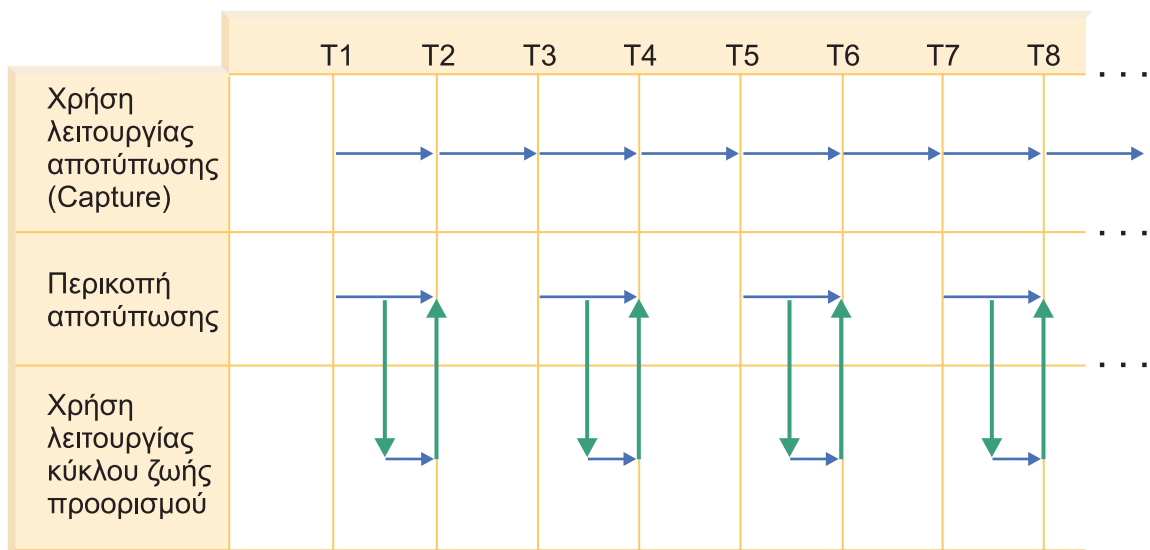 T1 T2 T3 T4 T5 T6 T7 T8
. . .
Χρήση
λειτουργίας
αποτύπωσης
(Capture)
. . .
Περικοπή
αποτύπωσης
. . .
Χρήση
λειτουργίας
κύκλου ζωής
προορισμού